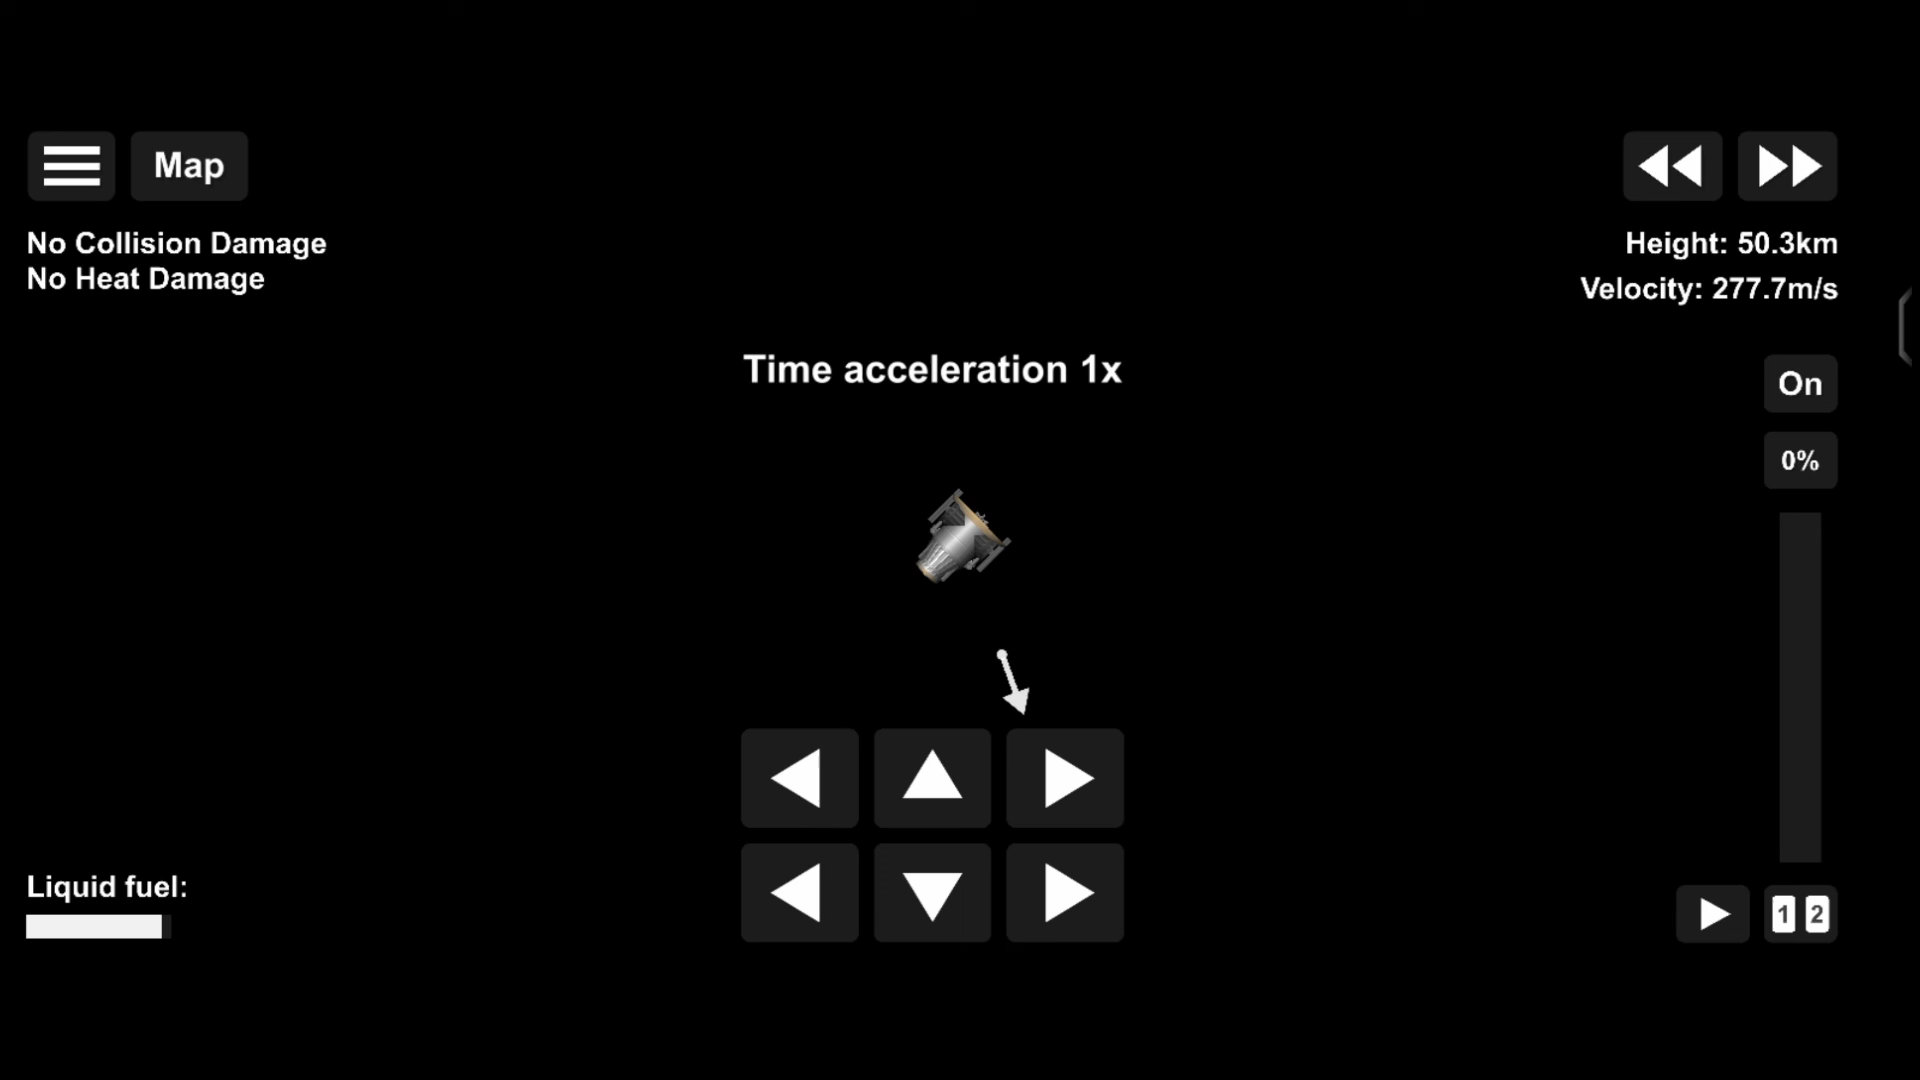 Map
No Collision Damage
No Heat Damage
Height: 50.3km
Velocity: 277.7m/s
Time acceleration 1x
On
0%
Liquid fuel:
1 2